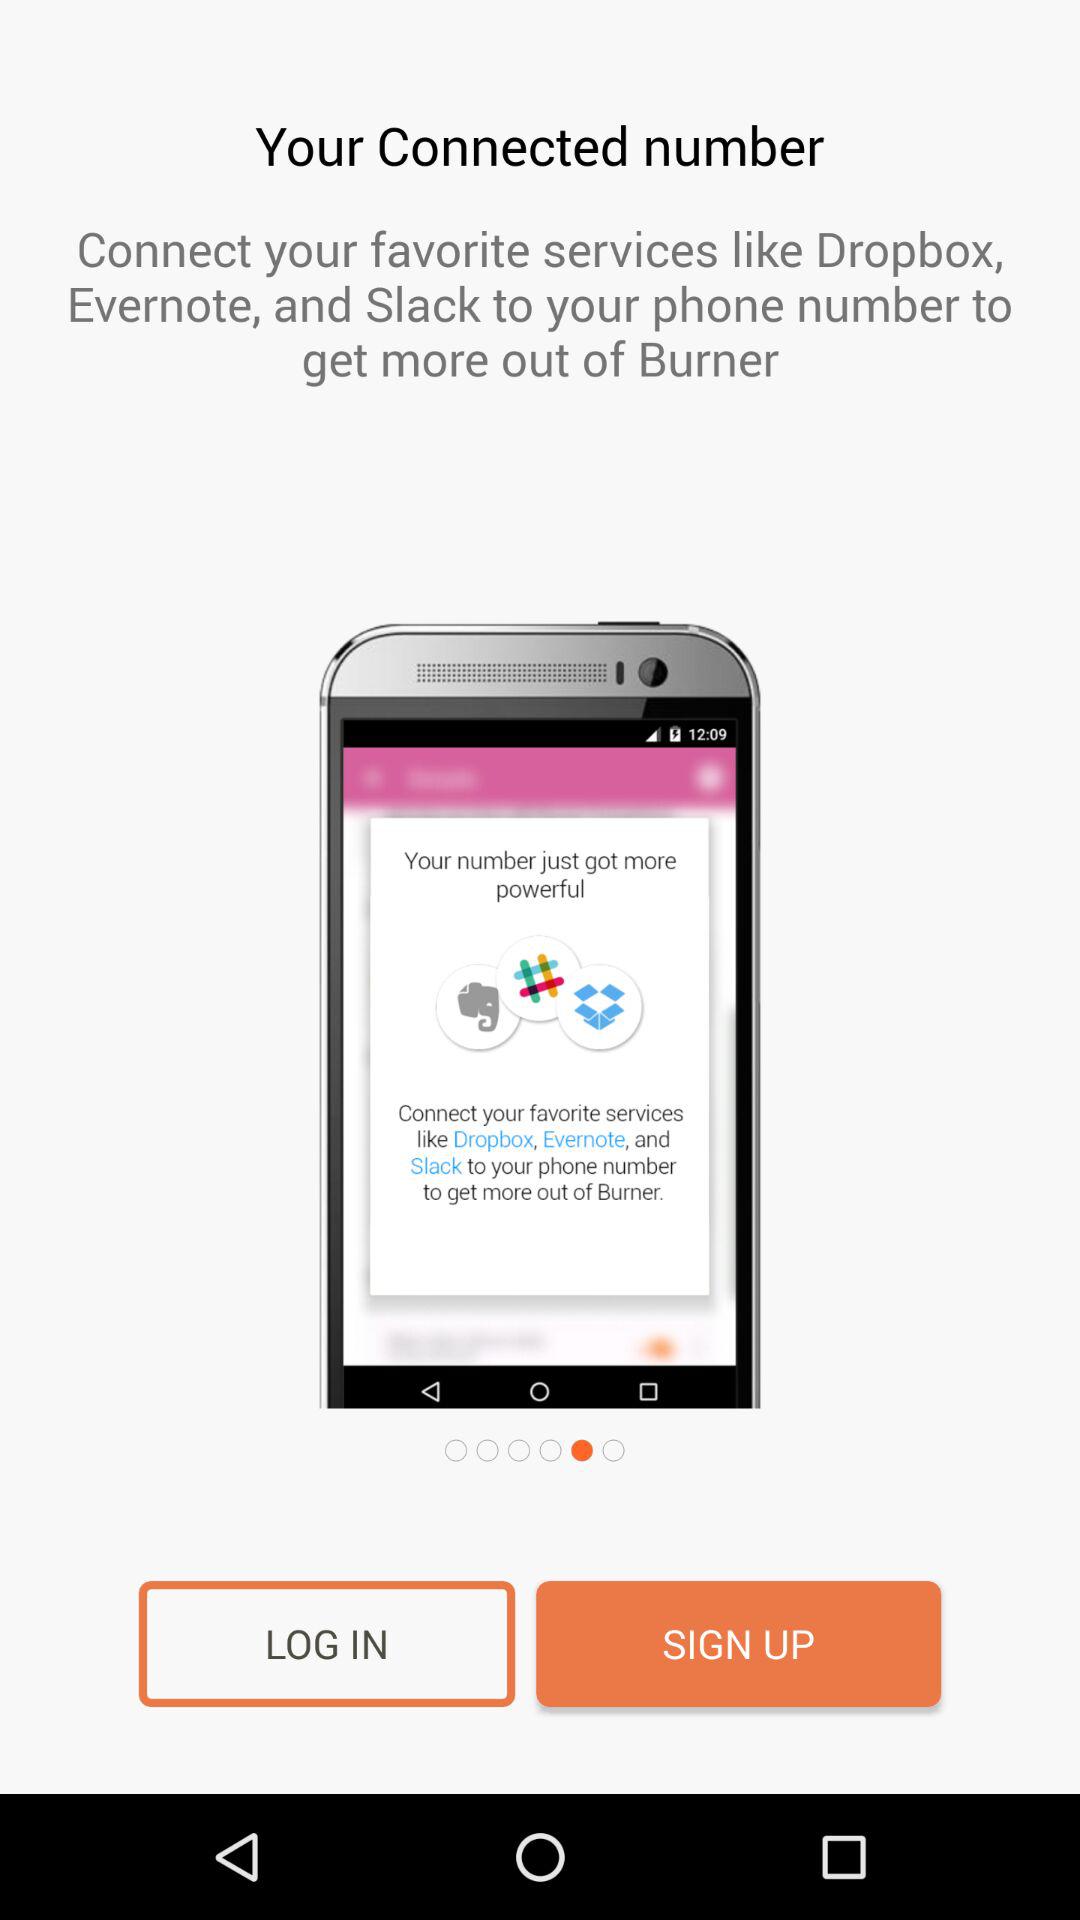 Your Connected number
Connect your favorite services like Dropbox,
Evernote, and Slack to your phone number to
get more out of Burner
12:09
Your number just got more
powerful
Connect your favorite services
like Dropbox, Evernote, and
Slack to your phone number
to get more out of Burner.
LOG IN
SIGN UP